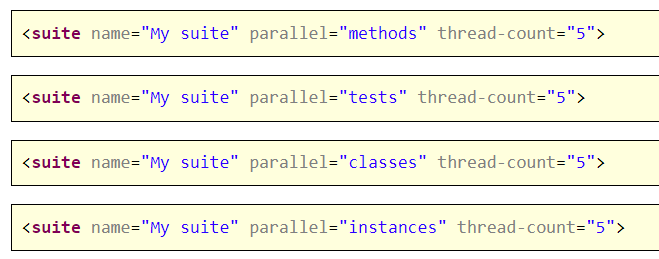 <suite name="My suite" parallel="methods" thread-count="5">
<suite name="My suite" parallel="tests" thread-count="5">
<suite name="My suite" parallel="classes" thread-count="5">
<suite name="My suite" parallel="instances" thread-count="5">